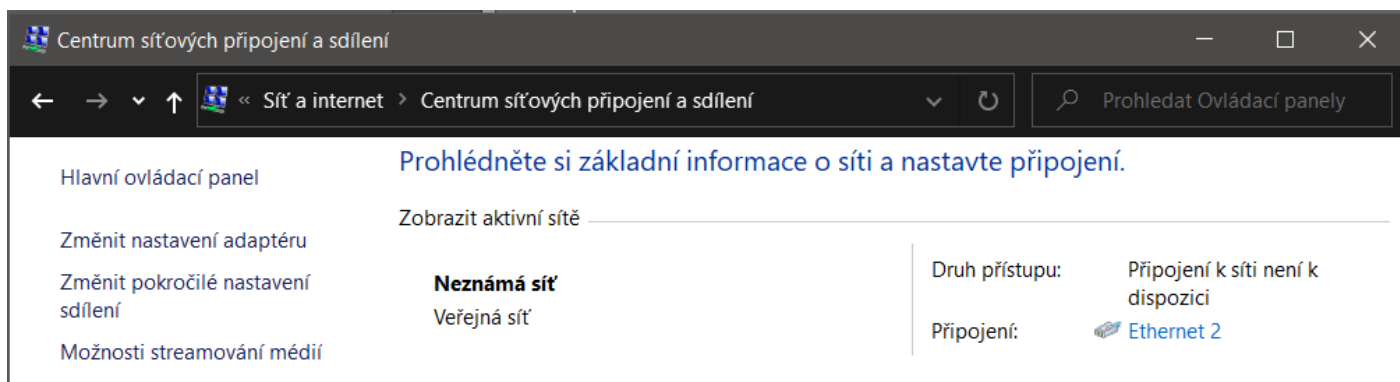 Centrum síťových připojení a sdílení
« Síť a internet > Centrum síťových připojení a sdílení
Prohledat Ovládací panely
Hlavní ovládací panel
Změnit nastavení adaptéru
Změnit pokročilé nastavení
sdílení
Možnosti streamování médií
Prohlédněte si základní informace o síti a nastavte připojení.
Zobrazit aktivní sítě
Neznámá síť
Veřejná síť
Druh přístupu: Připojení k síti není k
dispozici
Připojení: Ethernet 2